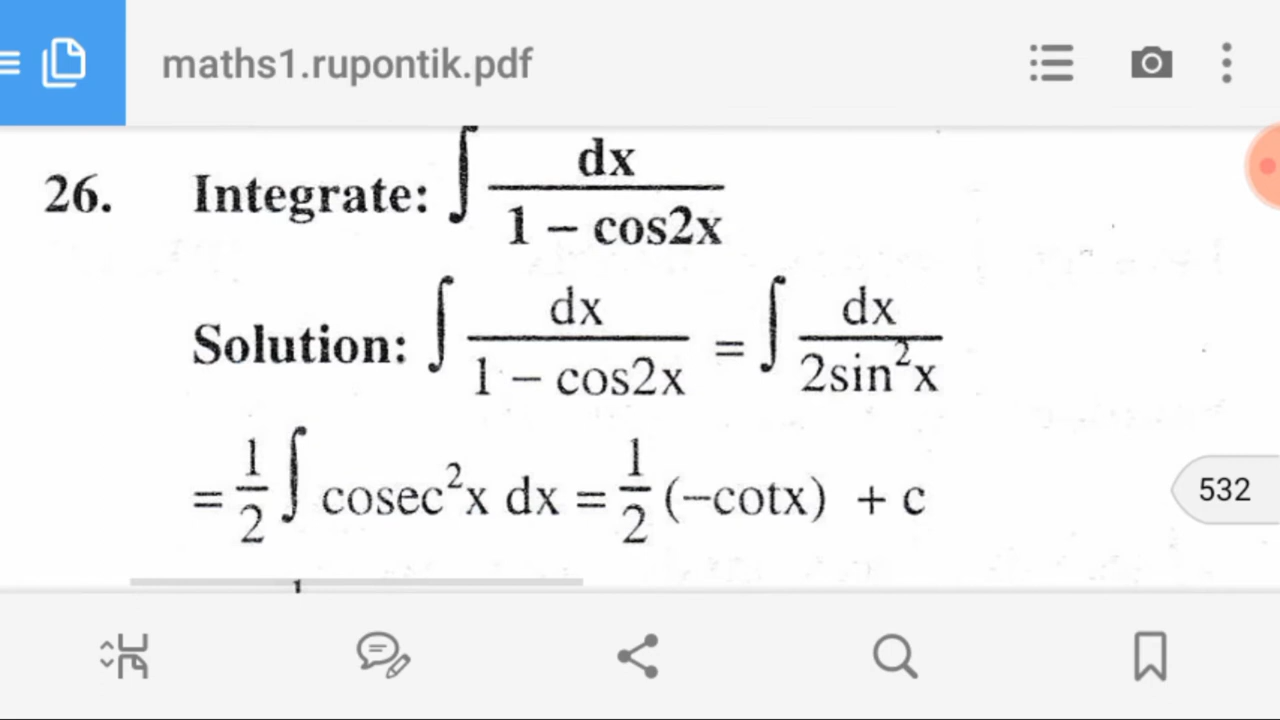 maths1.rupontik.pdf
26. Integrate: ∫ dx / (1 – cos2x)
Solution: ∫ dx / (1 – cos2x) = ∫ dx / (2sin²x)
= 1/2 ∫ cosec²x dx = 1/2 (–cotx) + c
532